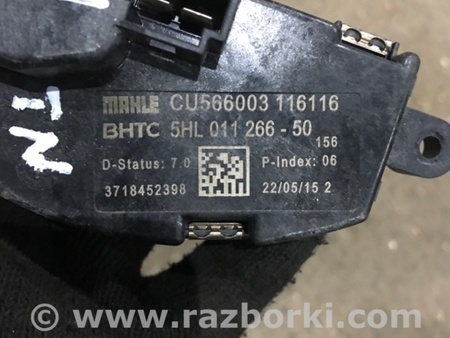 MAHLE CU566003 116116
BHTC 5HL 011 266 - 50
156
D-Status: 7.0 P-Index: 06
3718452398 22/05/15 2
© www.razborki.com